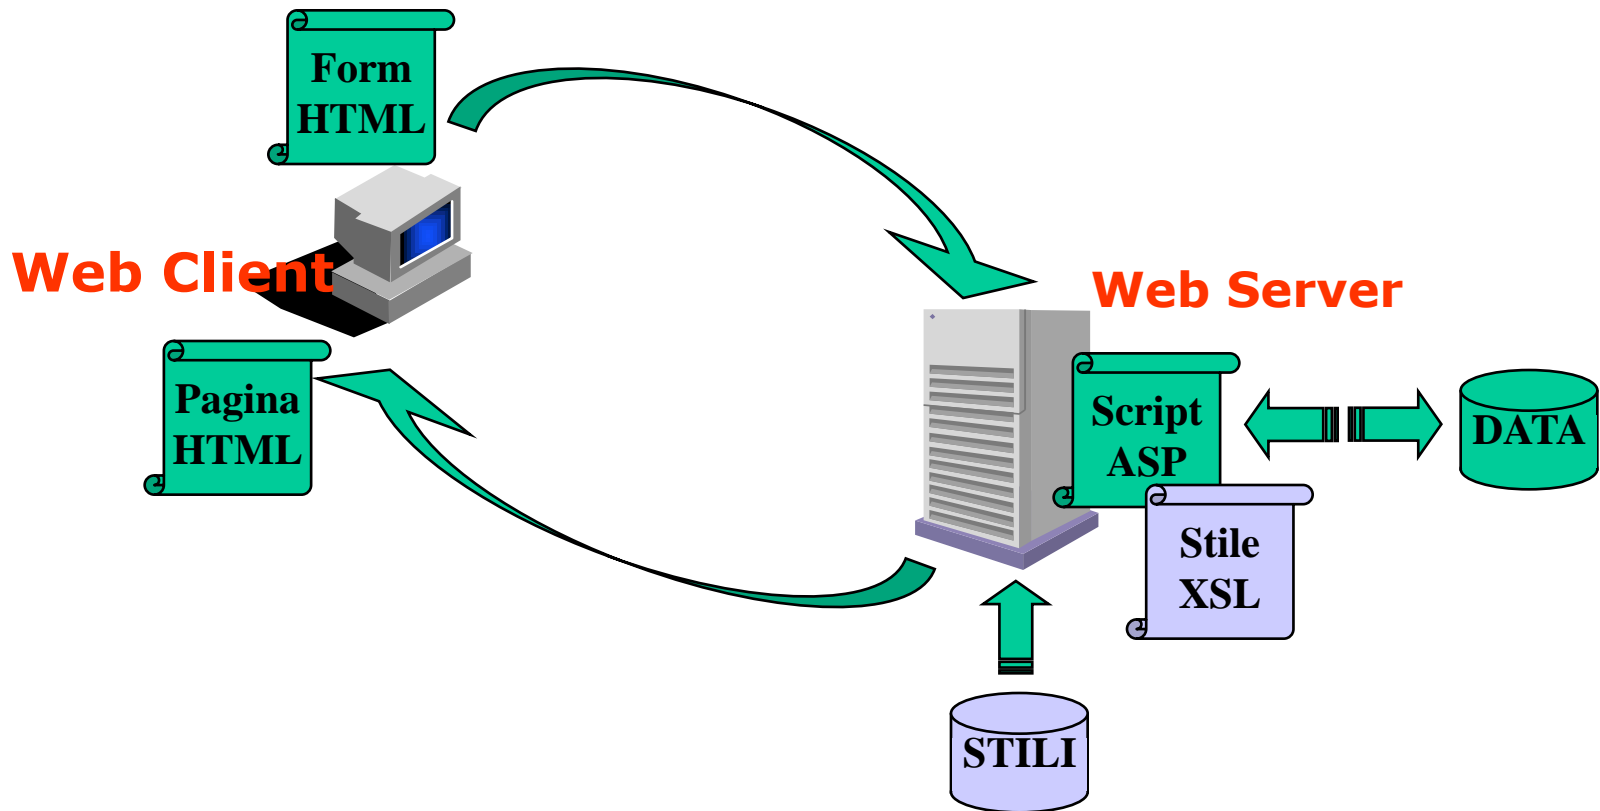 Form
HTML
Web Client
Web Server
Pagina
HTML
Script
ASP
DATA
Stile
XSL
STILI